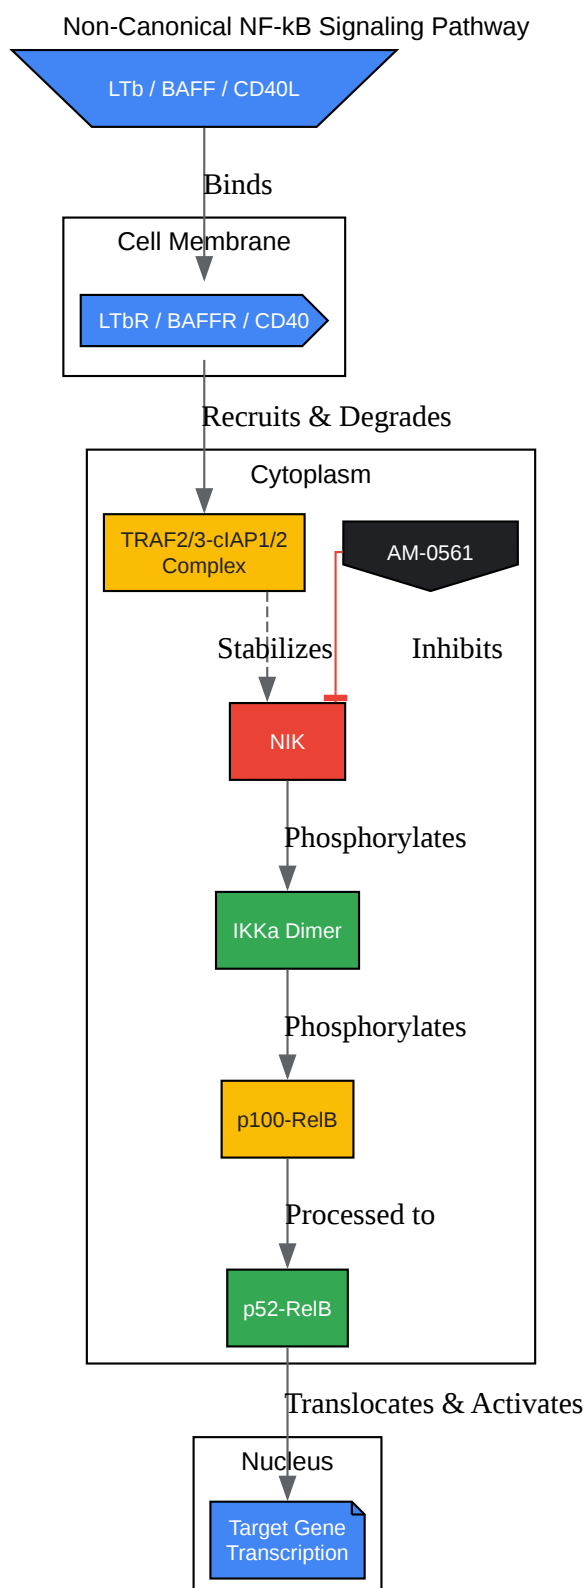 Non-Canonical NF-kB Signaling Pathway
LTb / BAFF / CD40L
Binds
Cell Membrane
LTbR / BAFFR / CD40
Recruits & Degrades
Cytoplasm
TRAF2/3-cIAP1/2
Complex
AM-0561
Stabilizes
Inhibits
NIK
Phosphorylates
IKKa Dimer
Phosphorylates
p100-RelB
Processed to
p52-RelB
Translocates & Activates
Nucleus
Target Gene
Transcription